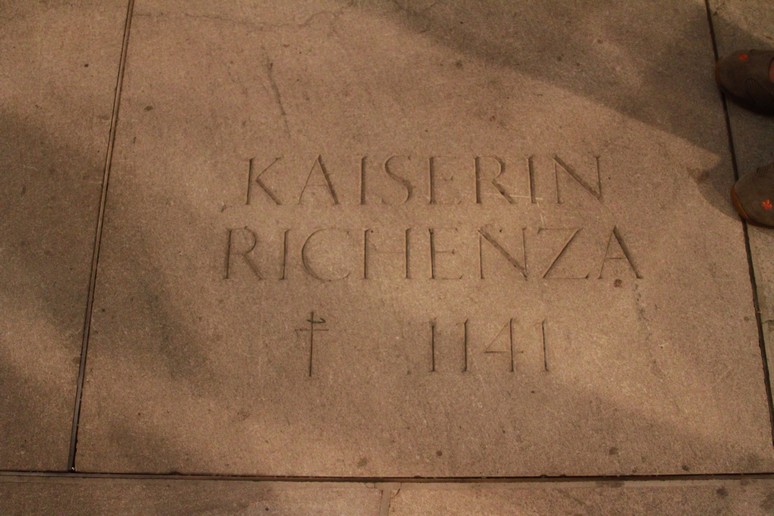 KAISERIN
RICHENZA
† 1141